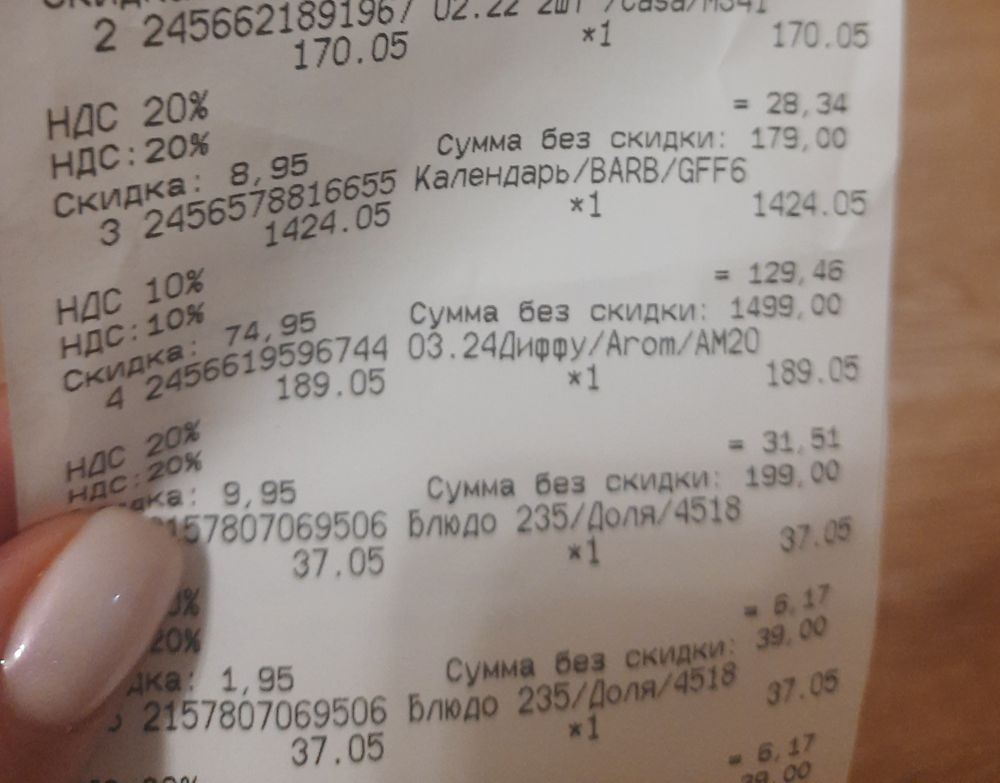 2 2456621891967 02.22 2шт /Casa/M341
170.05 *1 170.05
НДС 20% = 28,34
НДС:20% Сумма без скидки: 179,00
Скидка: 8,95
3 2456578816655 Календарь/BARB/GFF6
1424.05 *1 1424.05
НДС 10% = 129,46
НДС:10% Сумма без скидки: 1499,00
Скидка: 74,95
4 2456619596744 03.24Диффу/Arom/AM20
189.05 *1 189.05
НДС 20% = 31,51
НДС:20% Сумма без скидки: 199,00
9,95
2157807069506 Блюдо 235/Доля/4518
37.05 *1 37.05
= 6,17
20% Сумма без скидки: 39,00
1,95
2157807069506 Блюдо 235/Доля/4518
37.05 *1 37.05
= 6,17
39,00